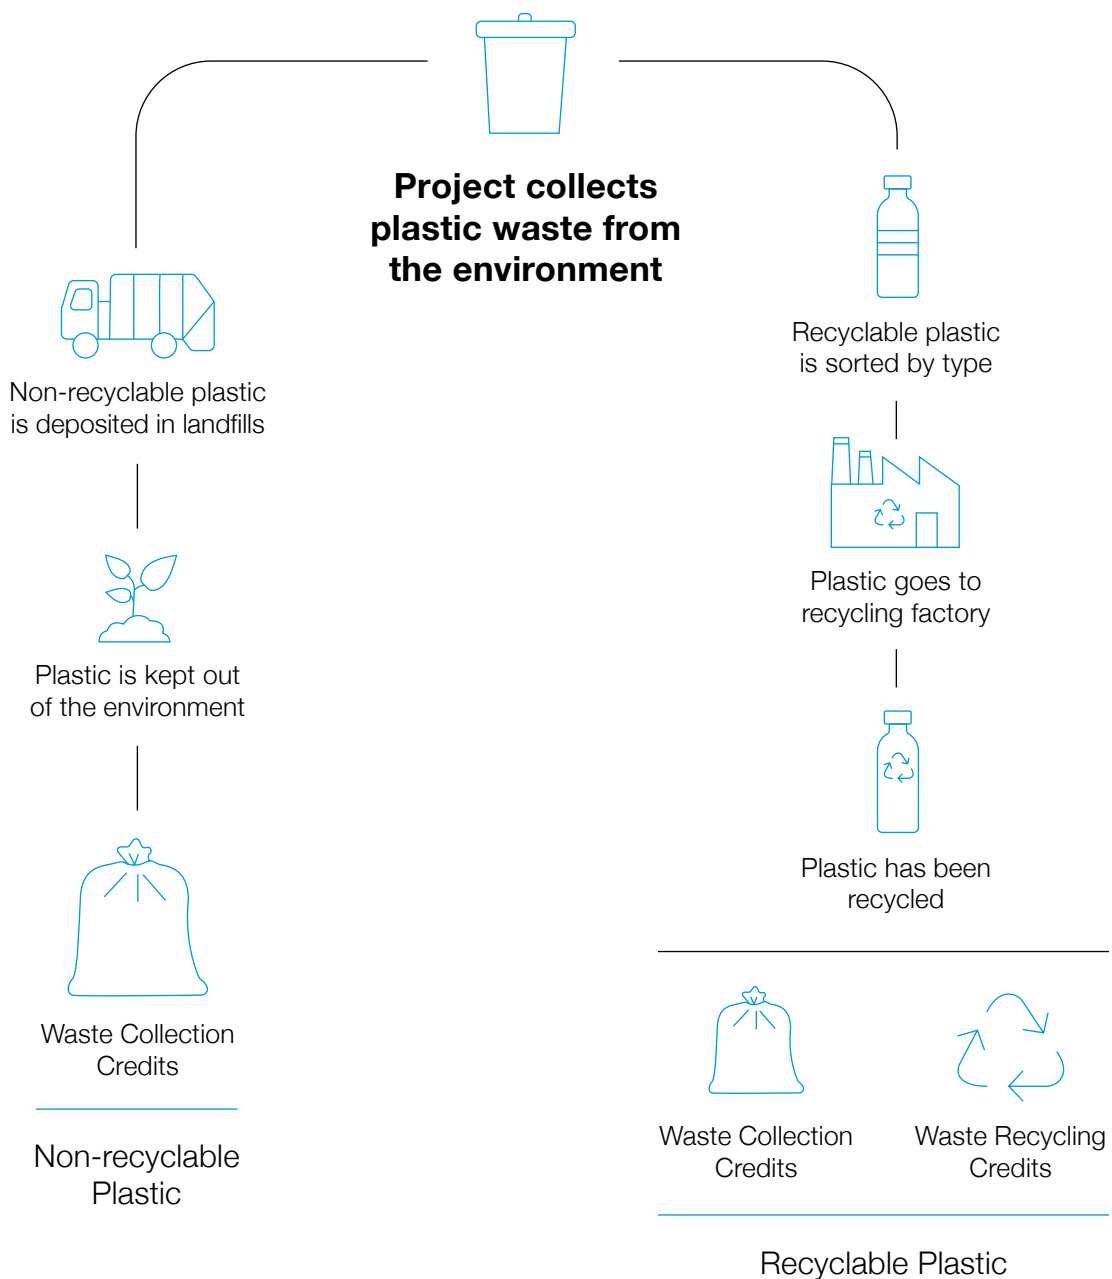 Project collects
plastic waste from
the environment
Non-recyclable plastic
is deposited in landfills
Plastic is kept out
of the environment
Waste Collection
Credits
Non-recyclable
Plastic
Recyclable plastic
is sorted by type
Plastic goes to
recycling factory
Plastic has been
recycled
Waste Collection
Credits
Waste Recycling
Credits
Recyclable Plastic